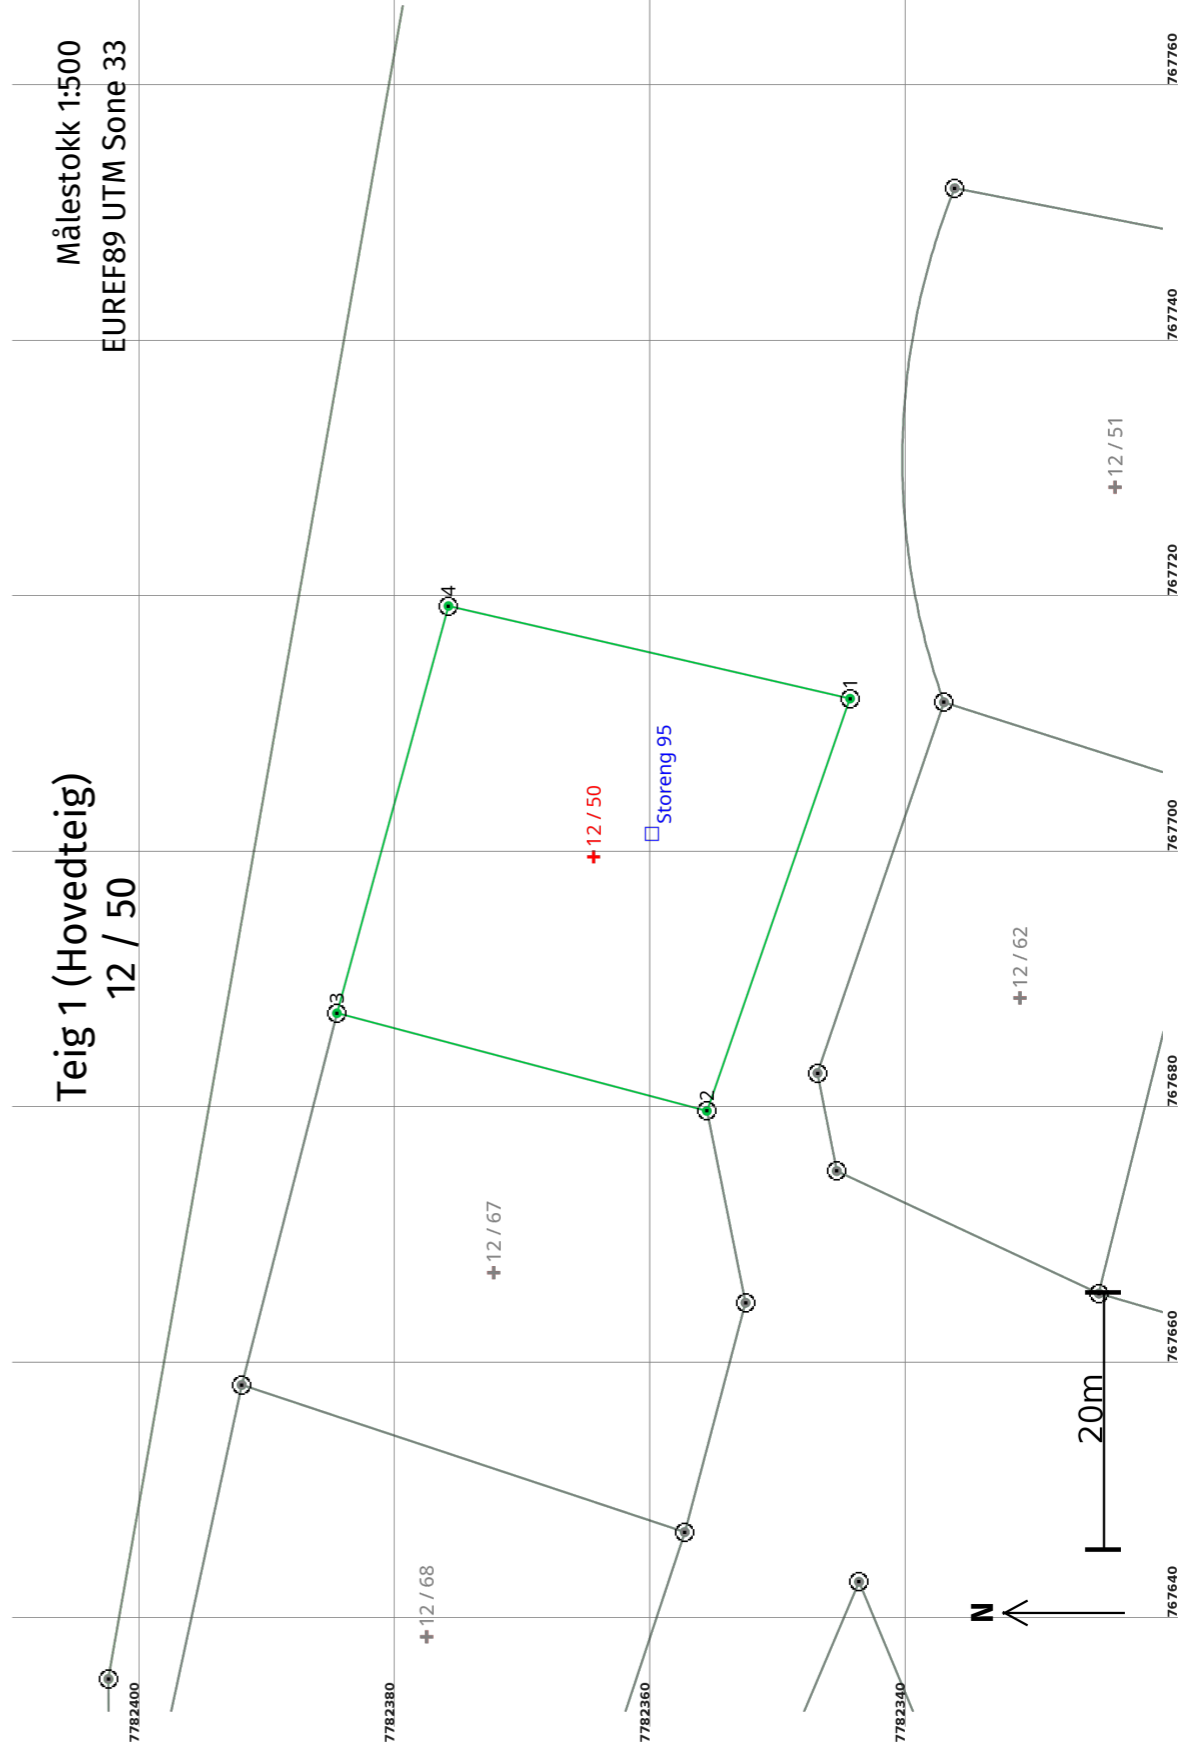 Teig 1 (Hovedteig)
12 / 50
Målestokk 1:500
EUREF89 UTM Sone 33
7782400
7782380
7782360
7782340
767640
767660
767680
767700
767720
767740
767760
3
4
2
1
12 / 50
Storeng 95
12 / 68
12 / 67
12 / 62
12 / 51
N
20m